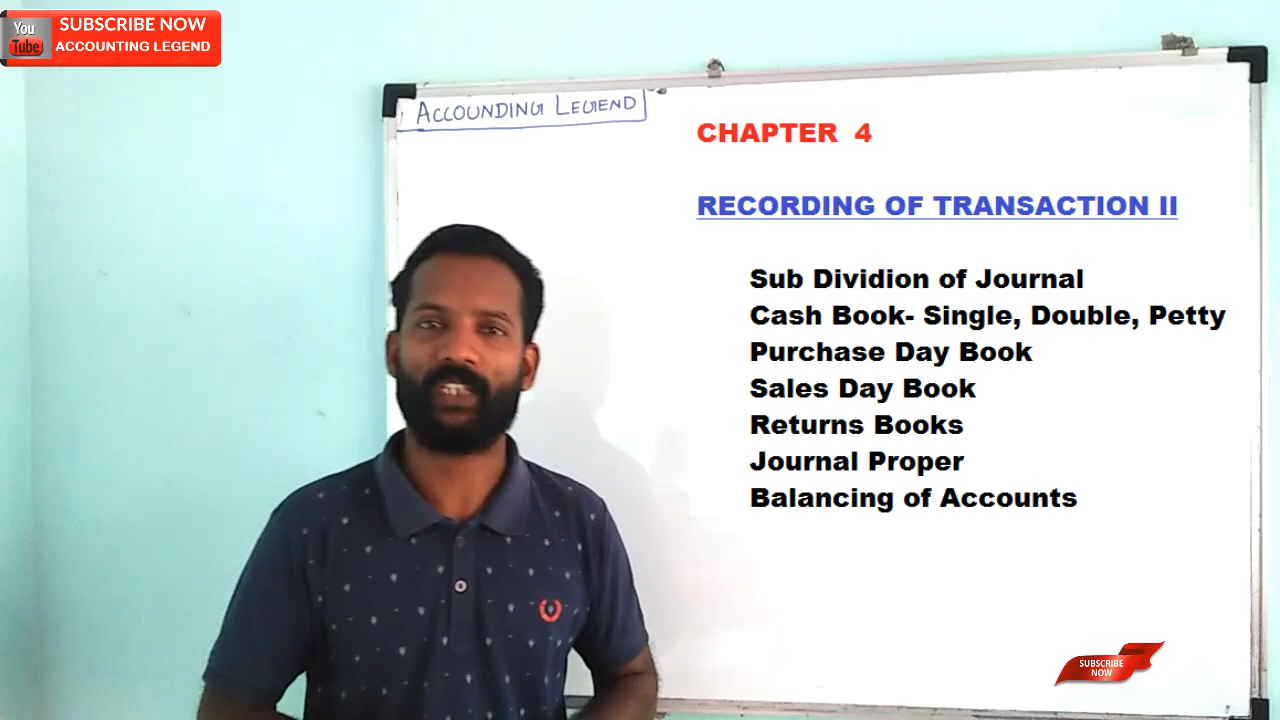 You
Tube
SUBSCRIBE NOW
ACCOUNTING LEGEND
ACCOUNDING LEGEND
CHAPTER 4
RECORDING OF TRANSACTION II
Sub Dividion of Journal
Cash Book- Single, Double, Petty
Purchase Day Book
Sales Day Book
Returns Books
Journal Proper
Balancing of Accounts
SUBSCRIBE
NOW